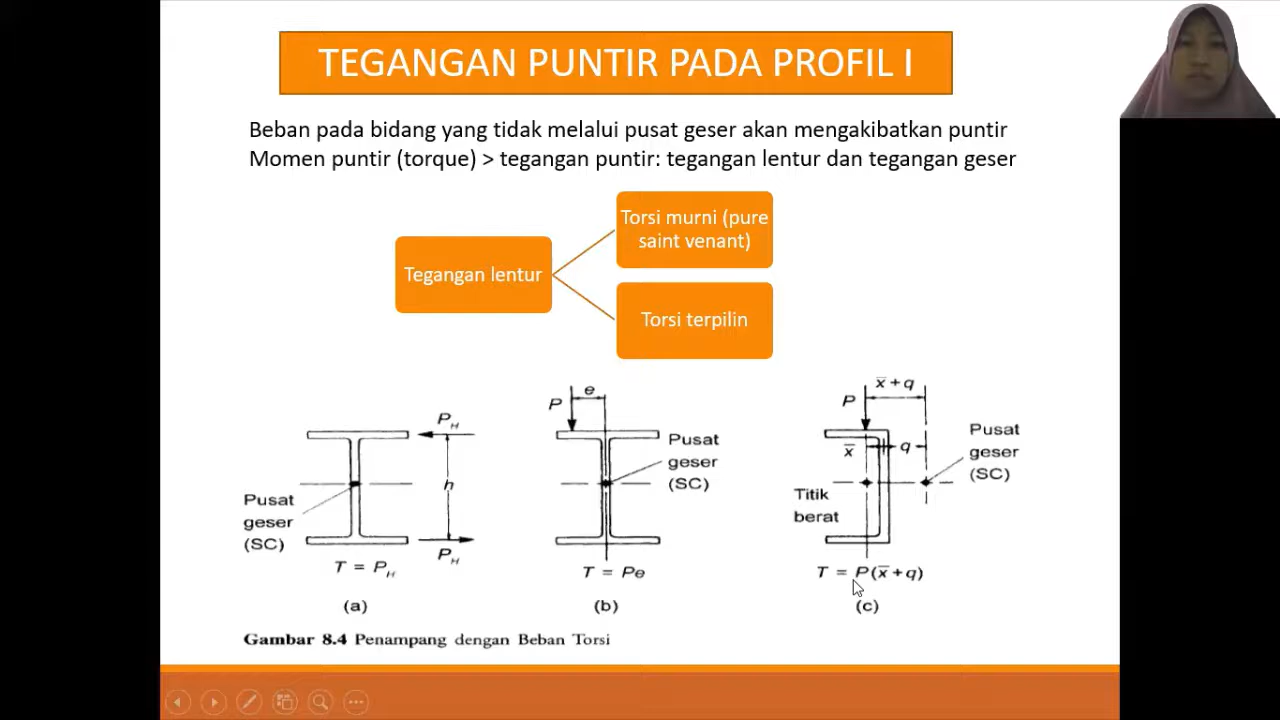 TEGANGAN PUNTIR PADA PROFIL I
Beban pada bidang yang tidak melalui pusat geser akan mengakibatkan puntir
Momen puntir (torque) > tegangan puntir: tegangan lentur dan tegangan geser
Tegangan lentur
Torsi murni (pure
saint venant)
Torsi terpilin
P_H
h
Pusat
geser
(SC)
P_H
T = P_H
(a)
P
e
Pusat
geser
(SC)
T = Pe
(b)
x̅+q
P
x̅
q
Pusat
geser
(SC)
Titik
berat
T = P(x̅+q)
(c)
Gambar 8.4 Penampang dengan Beban Torsi